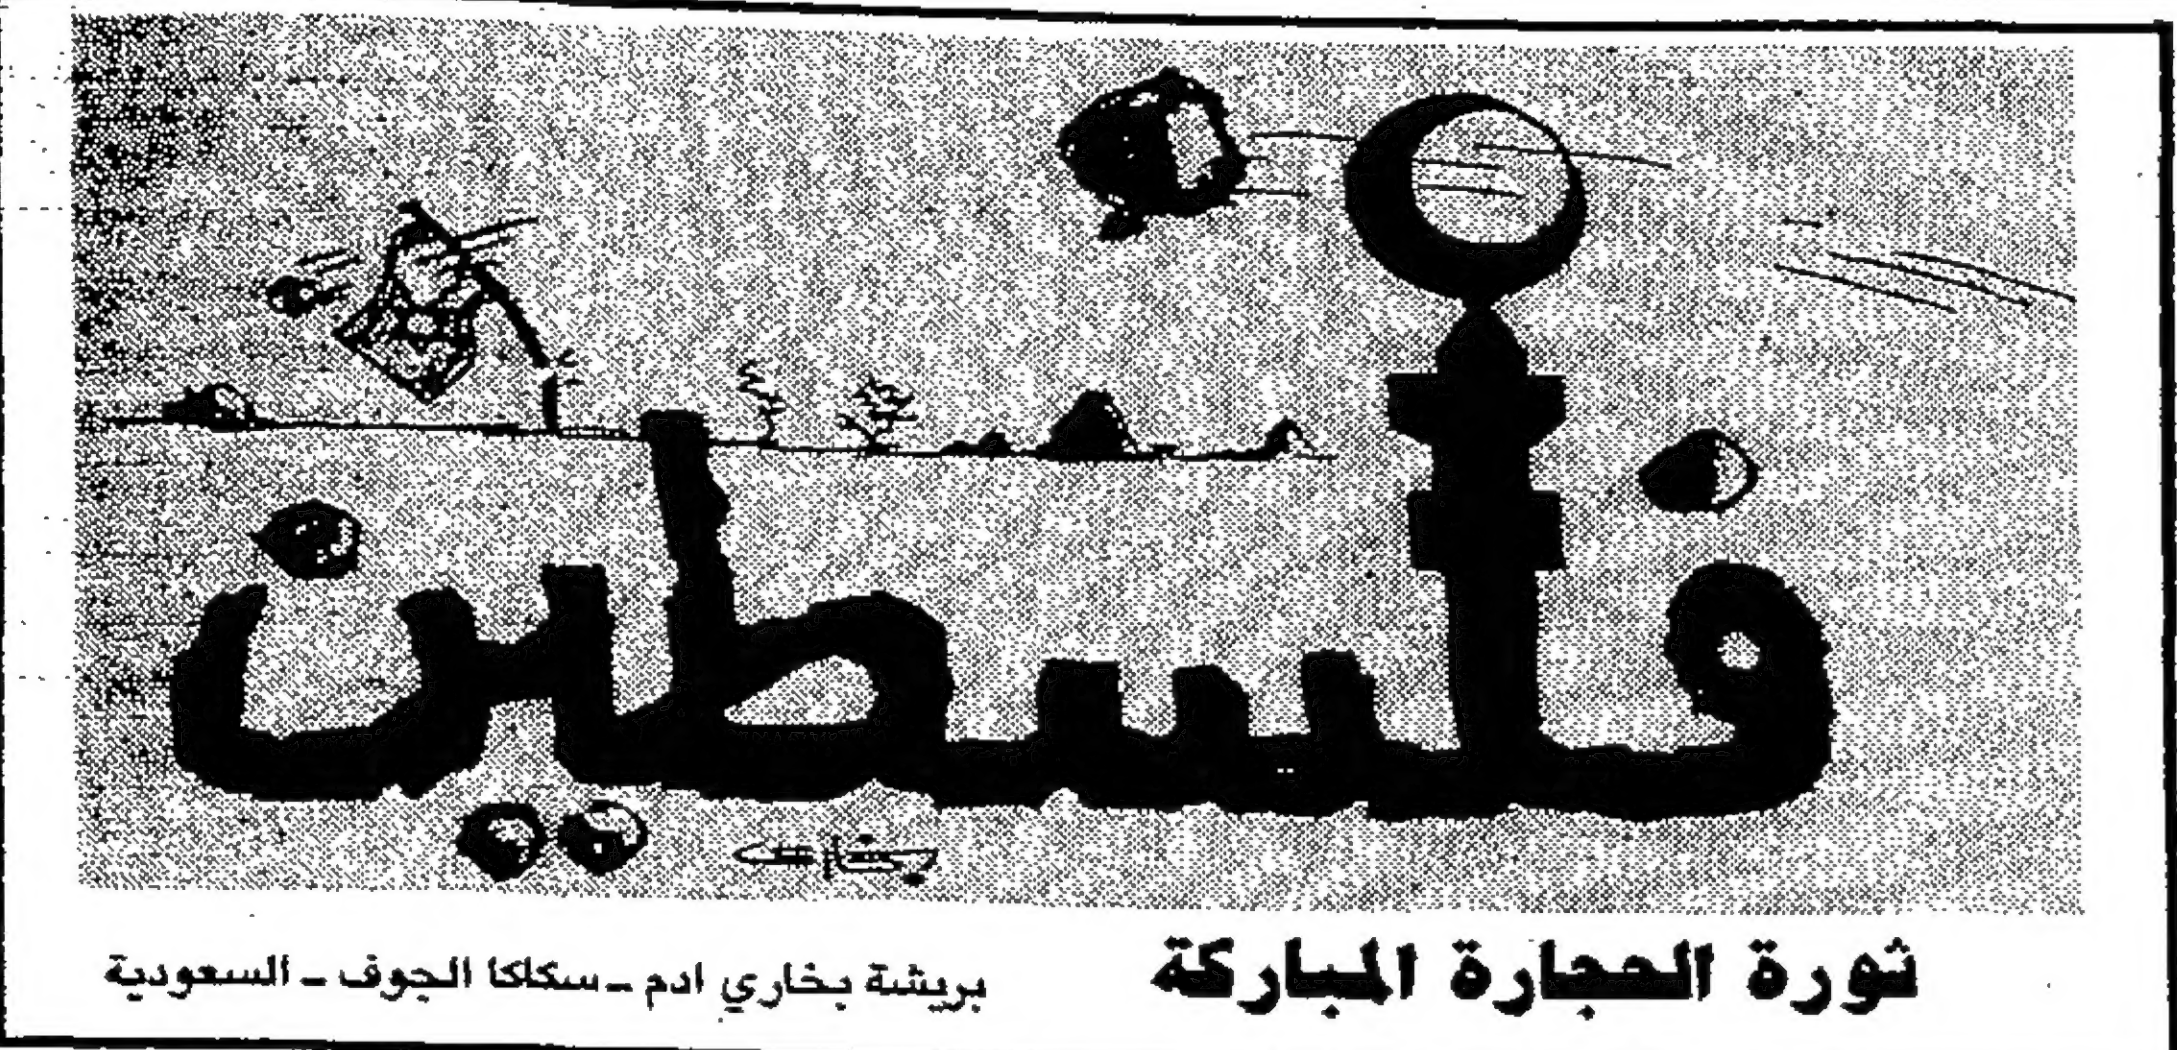 فلسطين
ثورة الحجارة المباركة
بريشة بخاري ادم - سكاكا الجوف - السعودية